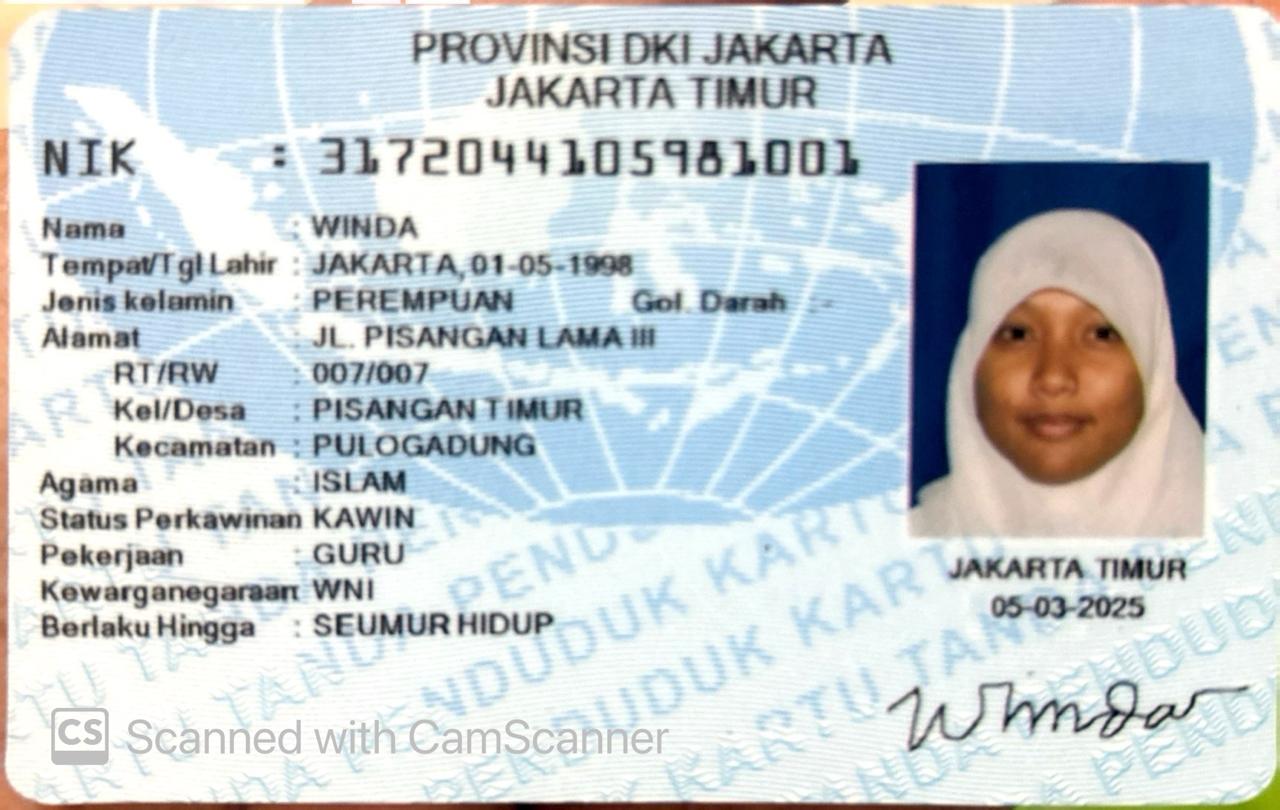 PROVINSI DKI JAKARTA
JAKARTA TIMUR
NIK : 3172044105981001
Nama : WINDA
Tempat/Tgl Lahir : JAKARTA, 01-05-1998
Jenis kelamin : PEREMPUAN Gol. Darah : -
Alamat : JL. PISANGAN LAMA III
RT/RW : 007/007
Kel/Desa : PISANGAN TIMUR
Kecamatan : PULOGADUNG
Agama : ISLAM
Status Perkawinan KAWIN
Pekerjaan : GURU
Kewarganegaraan WNI
Berlaku Hingga : SEUMUR HIDUP
JAKARTA TIMUR
05-03-2025
Winda
CS Scanned with CamScanner